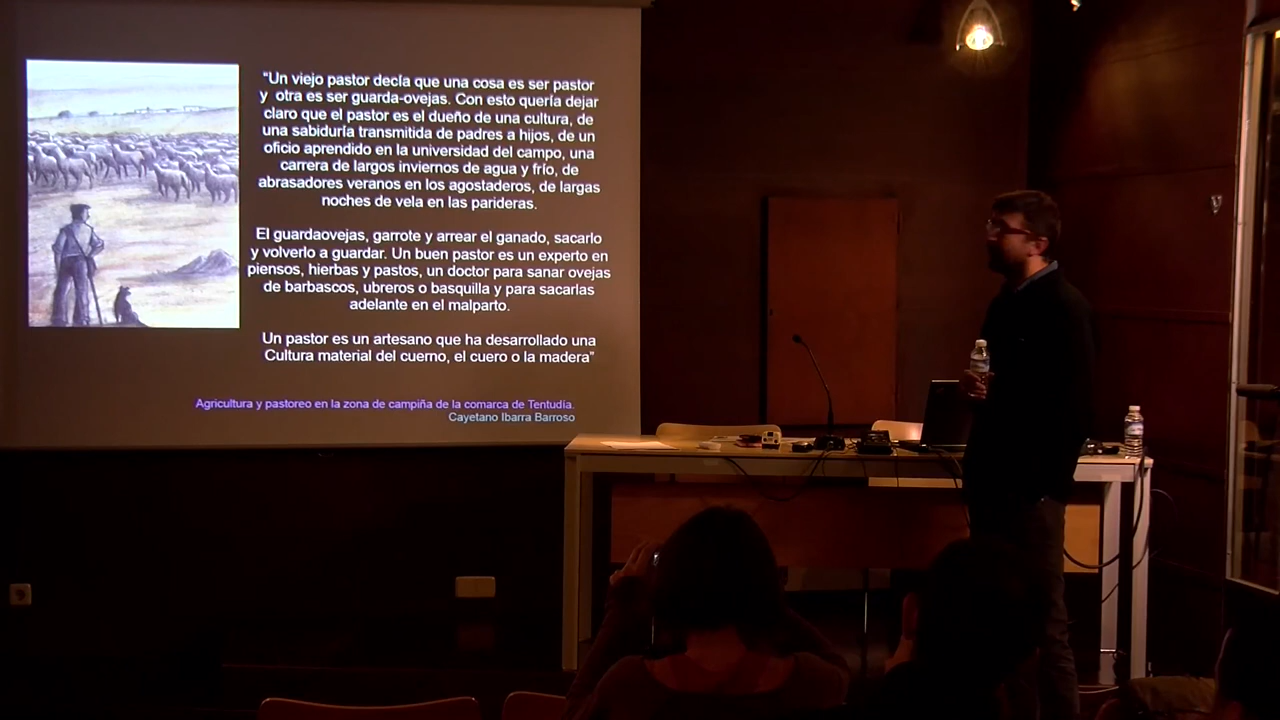 “Un viejo pastor decía que una cosa es ser pastor
y otra es ser guarda-ovejas. Con esto quería dejar
claro que el pastor es el dueño de una cultura, de
una sabiduría transmitida de padres a hijos, de un
oficio aprendido en la universidad del campo, una
carrera de largos inviernos de agua y frío, de
abrasadores veranos en los agostaderos, de largas
noches de vela en las parideras.
El guardaovejas, garrote y arrear el ganado, sacarlo
y volverlo a guardar. Un buen pastor es un experto en
piensos, hierbas y pastos, un doctor para sanar ovejas
de barbascos, ubreros o basquilla y para sacarlas
adelante en el malparto.
Un pastor es un artesano que ha desarrollado una
Cultura material del cuerno, el cuero o la madera”
Agricultura y pastoreo en la zona de campiña de la comarca de Tentudía.
Cayetano Ibarra Barroso